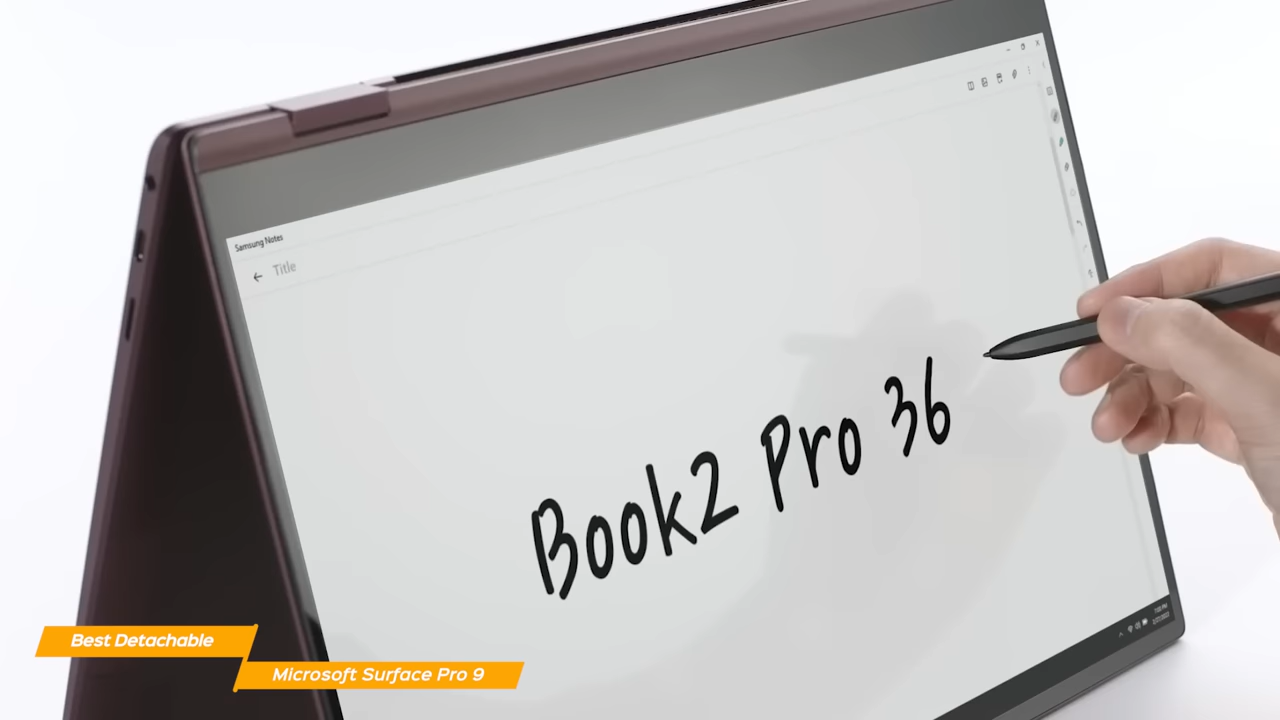 Samsung Notes
Title
Book2 Pro 36
Best Detachable
Microsoft Surface Pro 9